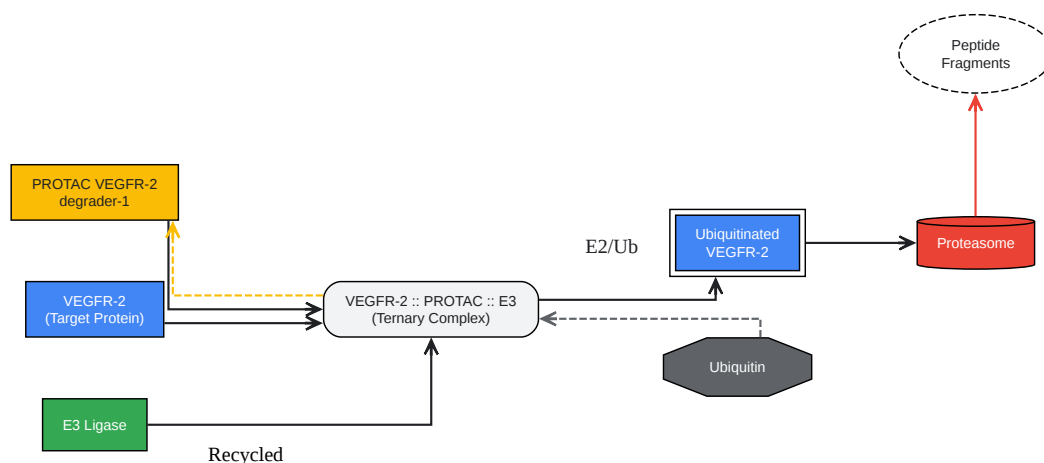 Peptide
Fragments
PROTAC VEGFR-2
degrader-1
E2/Ub
Ubiquitinated
VEGFR-2
Proteasome
VEGFR-2
(Target Protein)
VEGFR-2 :: PROTAC :: E3
(Ternary Complex)
Ubiquitin
E3 Ligase
Recycled